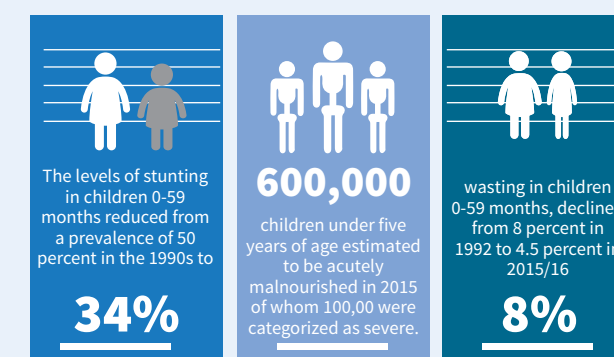 The levels of stunting
in children 0-59
months reduced from
a prevalence of 50
percent in the 1990s to
34%
600,000
children under five
years of age estimated
to be acutely
malnourished in 2015
of whom 100,00 were
categorized as severe.
wasting in children
0-59 months, decline
from 8 percent in
1992 to 4.5 percent in
2015/16
8%